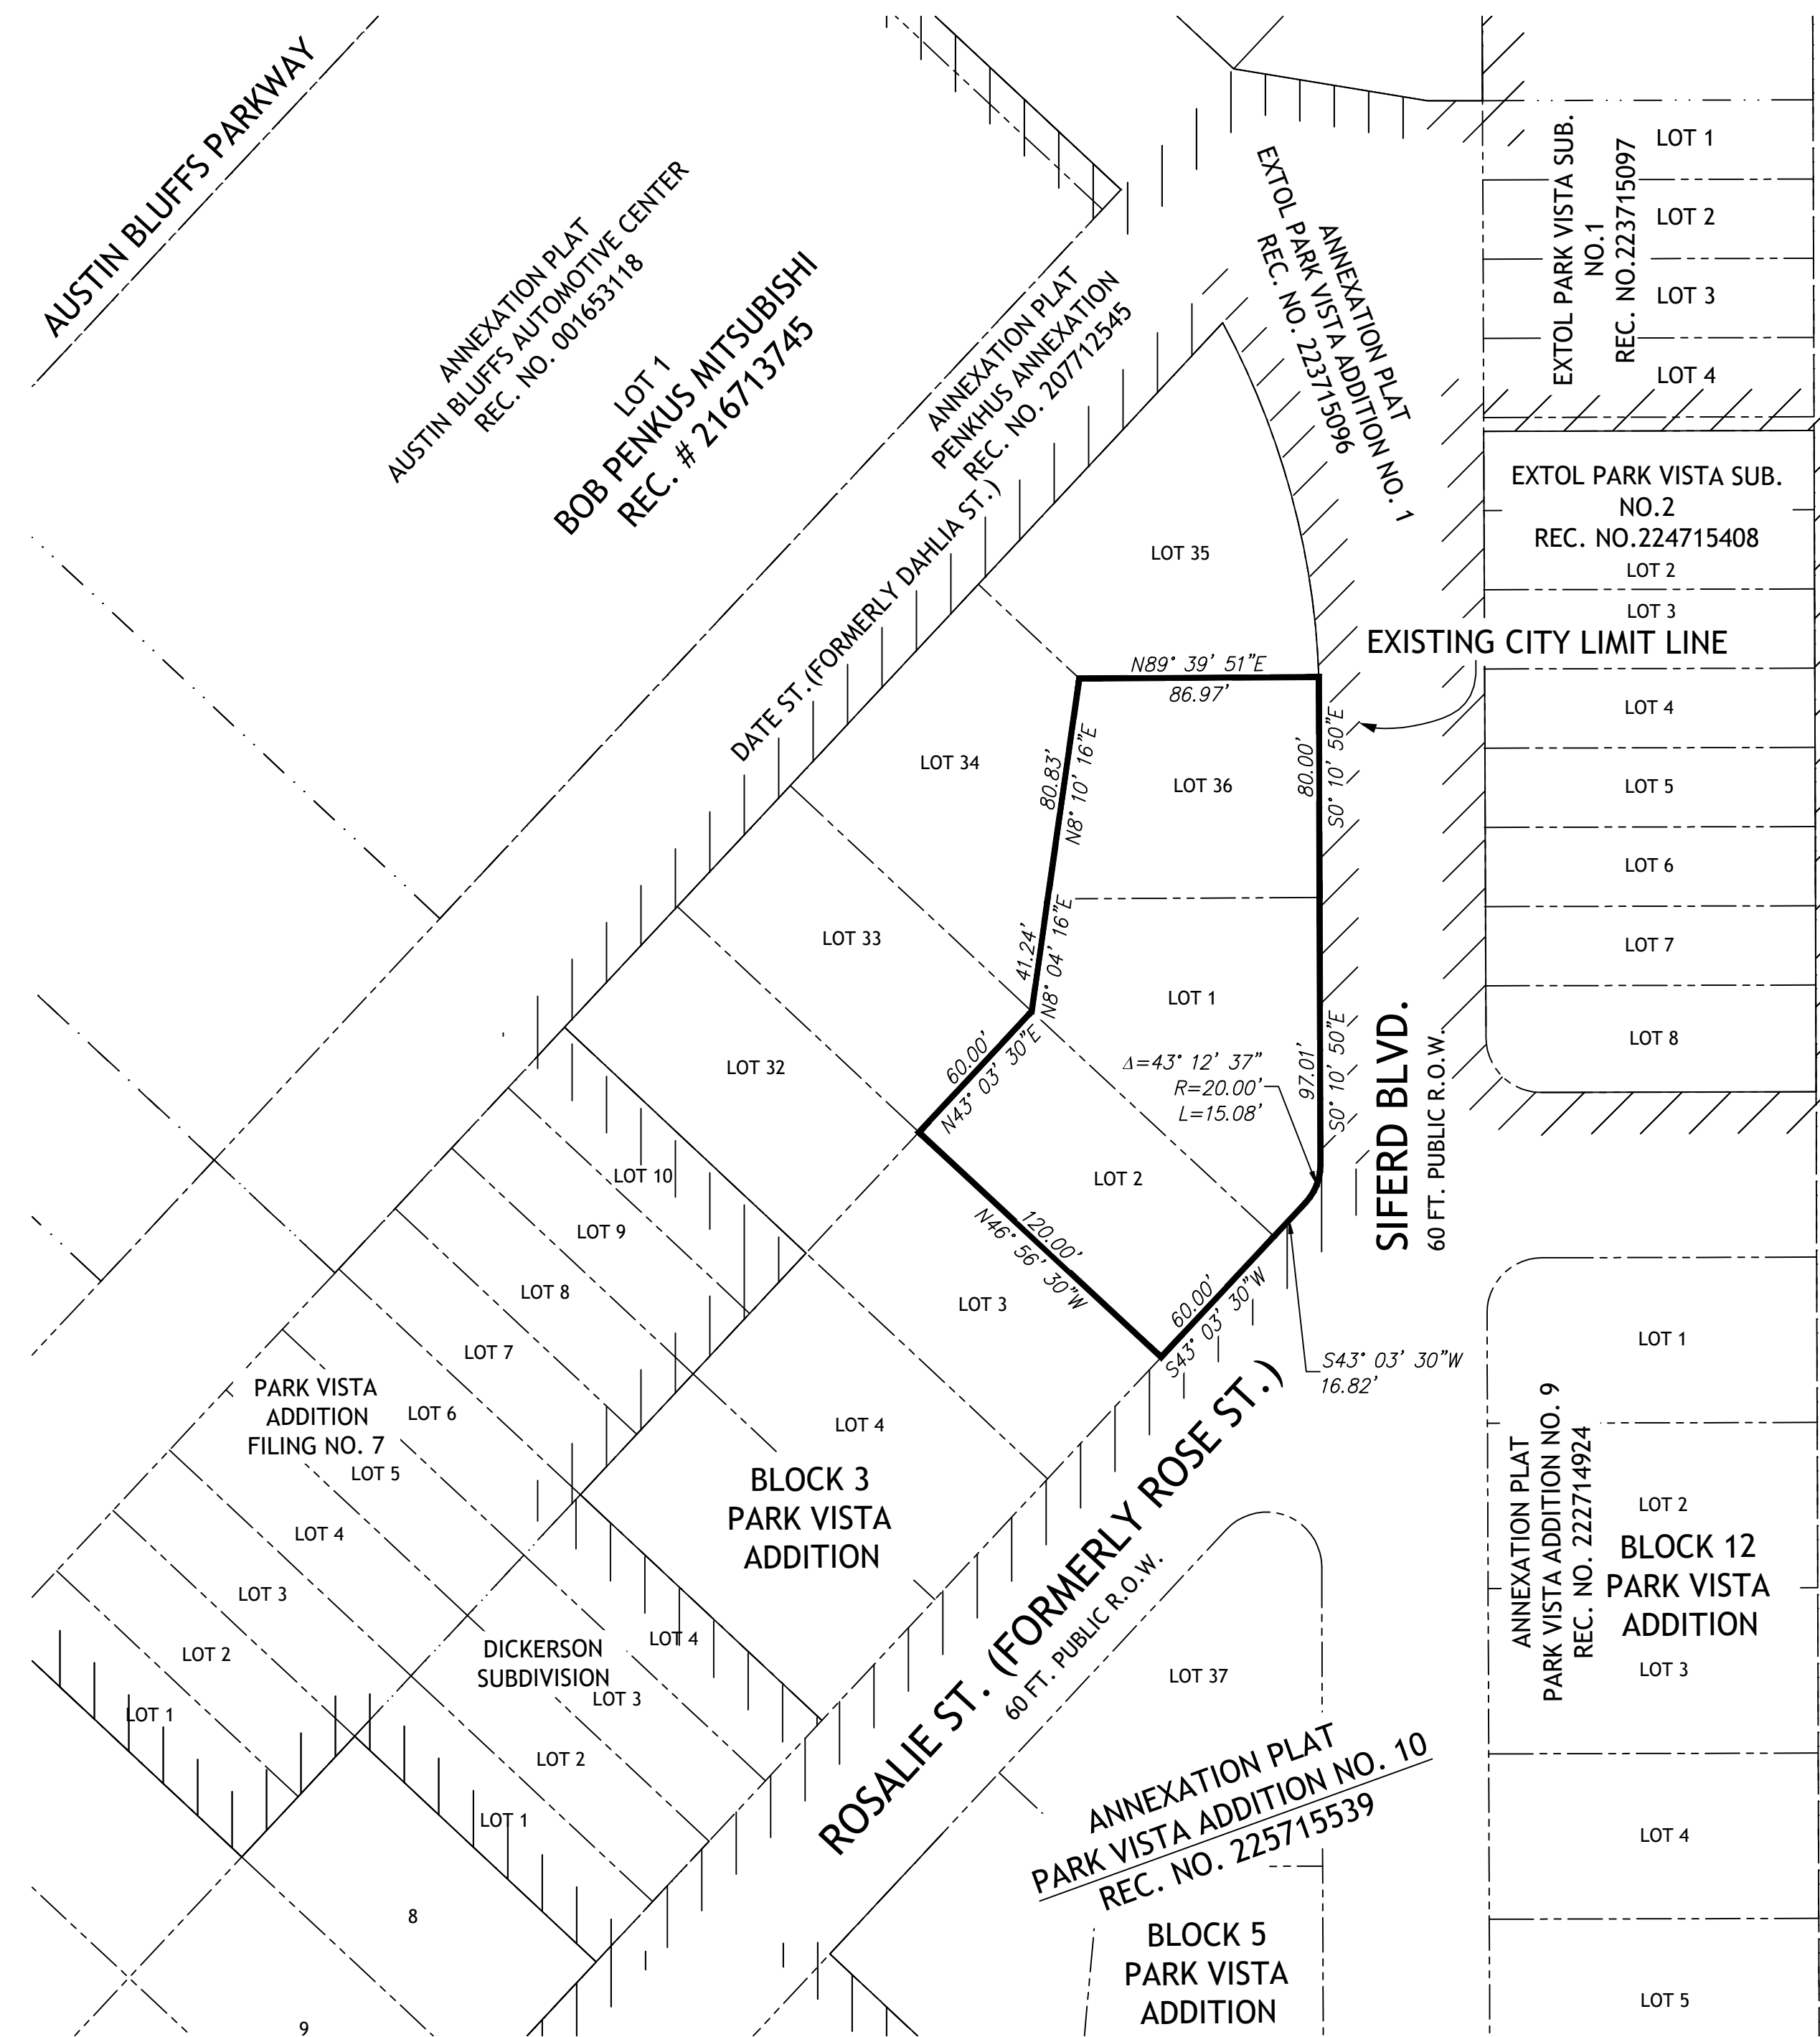 AUSTIN BLUFFS PARKWAY
ANNEXATION PLAT
AUSTIN BLUFFS AUTOMOTIVE CENTER
REC. NO. 001653118
LOT 1
BOB PENKUS MITSUBISHI
REC. # 216713745
ANNEXATION PLAT
PENKHUS ANNEXATION
REC. NO. 207712545
DATE ST. (FORMERLY DAHLIA ST.)
ANNEXATION PLAT
EXTOL PARK VISTA ADDITION NO. 1
REC. NO. 223715096
EXTOL PARK VISTA SUB.
NO.1
REC. NO.223715097
LOT 1
LOT 2
LOT 3
LOT 4
EXTOL PARK VISTA SUB.
NO.2
REC. NO.224715408
LOT 2
LOT 3
EXISTING CITY LIMIT LINE
LOT 4
LOT 5
LOT 6
LOT 7
LOT 8
LOT 35
N89° 39' 51"E
86.97'
LOT 34
80.83'
N8° 10' 16"E
LOT 36
80.00'
S0° 10' 50"E
LOT 33
41.24'
N8° 04' 16"E
LOT 1
97.01'
S0° 10' 50"E
LOT 32
60.00'
N43° 03' 30"E
Δ=43° 12' 37"
R=20.00'
L=15.08'
SIFERD BLVD.
60 FT. PUBLIC R.O.W.
LOT 2
120.00'
N46° 56' 30"W
60.00'
S43° 03' 30"W
S43° 03' 30"W
16.82'
LOT 3
LOT 4
BLOCK 3
PARK VISTA
ADDITION
LOT 10
LOT 9
LOT 8
LOT 7
LOT 6
PARK VISTA
ADDITION
FILING NO. 7
LOT 5
LOT 4
LOT 3
LOT 2
LOT 1
LOT 4
DICKERSON
SUBDIVISION
LOT 3
LOT 2
LOT 1
8
9
ROSALIE ST. (FORMERLY ROSE ST.)
60 FT. PUBLIC R.O.W.
LOT 37
ANNEXATION PLAT
PARK VISTA ADDITION NO. 10
REC. NO. 225715539
BLOCK 5
PARK VISTA
ADDITION
ANNEXATION PLAT
PARK VISTA ADDITION NO. 9
REC. NO. 222714924
LOT 1
LOT 2
BLOCK 12
PARK VISTA
ADDITION
LOT 3
LOT 4
LOT 5